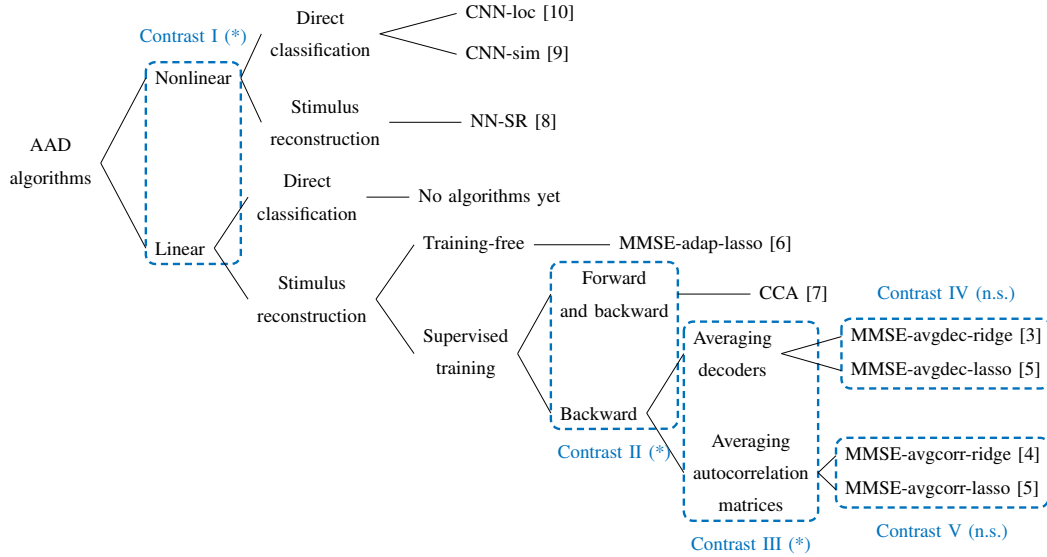 Contrast I (*)
Direct
classification
CNN-loc [10]
CNN-sim [9]
Nonlinear
Stimulus
reconstruction
NN-SR [8]
AAD
algorithms
Direct
classification
No algorithms yet
Linear
Stimulus
reconstruction
Training-free
MMSE-adap-lasso [6]
Supervised
training
Forward
and backward
CCA [7]
Backward
Contrast II (*)
Averaging
decoders
Contrast IV (n.s.)
MMSE-avgdec-ridge [3]
MMSE-avgdec-lasso [5]
Averaging
autocorrelation
matrices
MMSE-avgcorr-ridge [4]
MMSE-avgcorr-lasso [5]
Contrast V (n.s.)
Contrast III (*)